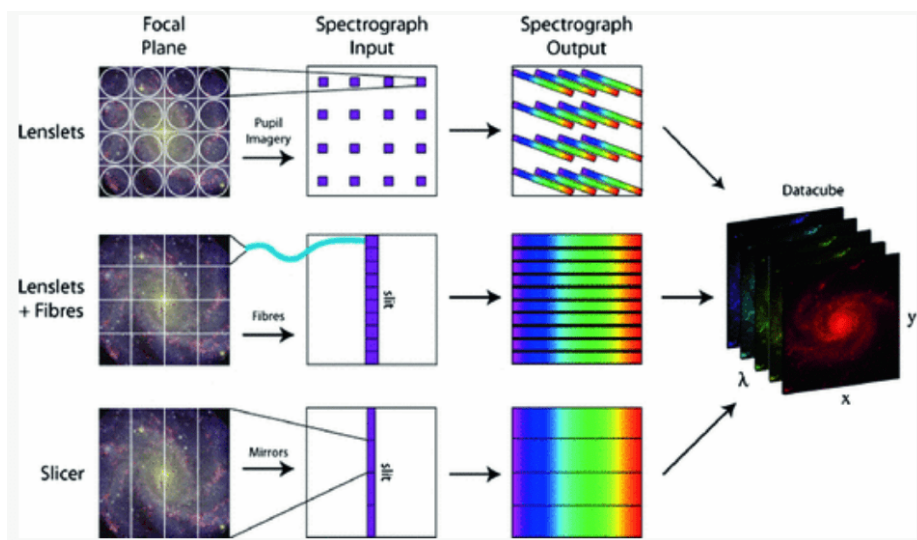 Focal
Plane
Spectrograph
Input
Spectrograph
Output
Lenslets
Pupil
Imagery
Datacube
Lenslets
+ Fibres
Fibres
slit
y
λ
x
Slicer
Mirrors
slit